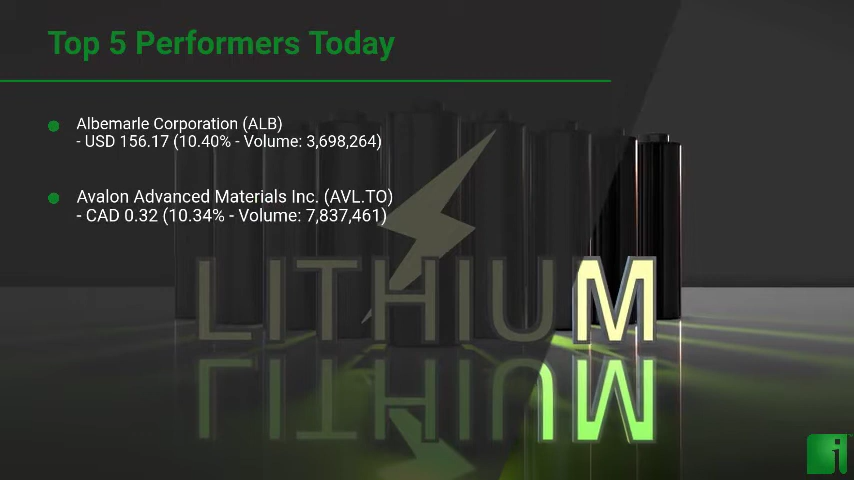 Top 5 Performers Today
Albemarle Corporation (ALB)
- USD 156.17 (10.40% - Volume: 3,698,264)
Avalon Advanced Materials Inc. (AVL.TO)
- CAD 0.32 (10.34% - Volume: 7,837,461)
LITHIUM
i